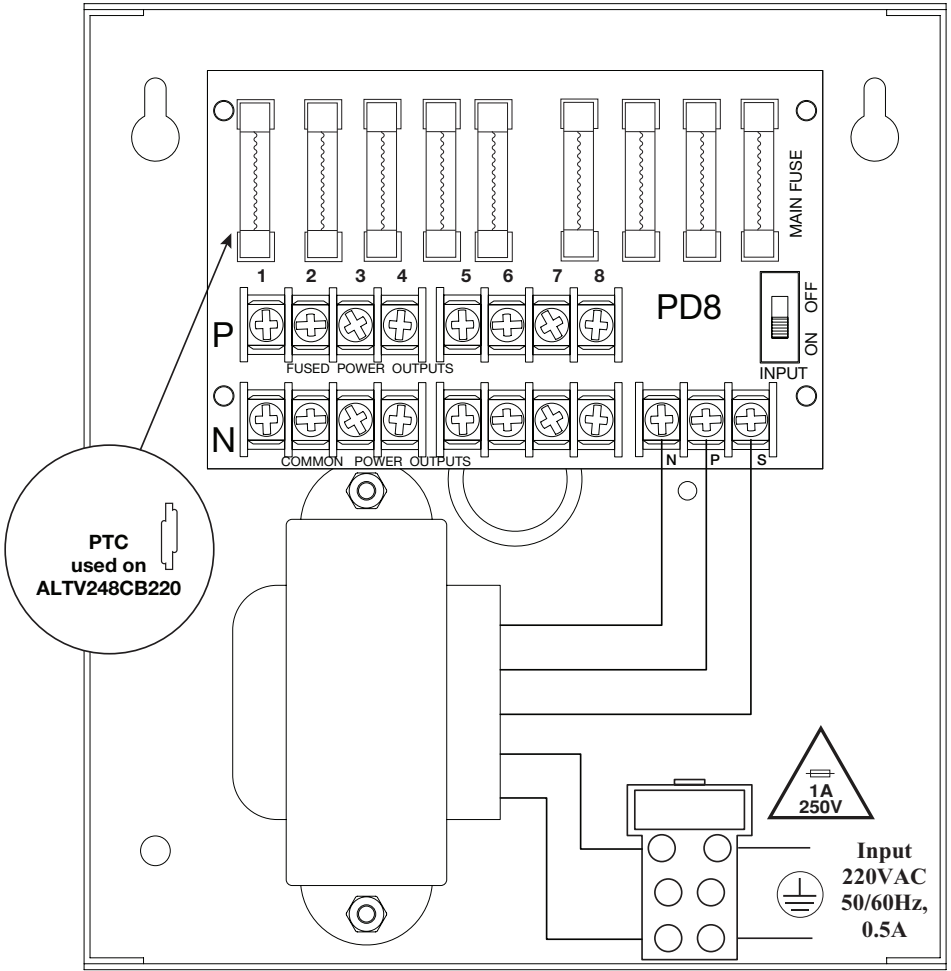 MAIN FUSE
1 2 3 4 5 6 7 8
P
PD8
OFF
ON
FUSED POWER OUTPUTS
INPUT
N
COMMON POWER OUTPUTS
N P S
PTC
used on
ALTV248CB220
1A
250V
Input
220VAC
50/60Hz,
0.5A